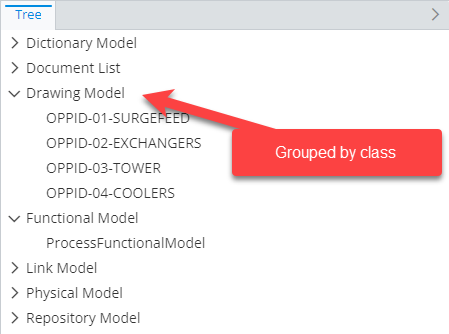 Tree
Dictionary Model
Document List
Drawing Model
OPPID-01-SURGEFEED
OPPID-02-EXCHANGERS
Grouped by class
OPPID-03-TOWER
OPPID-04-COOLERS
Functional Model
ProcessFunctionalModel
Link Model
Physical Model
Repository Model